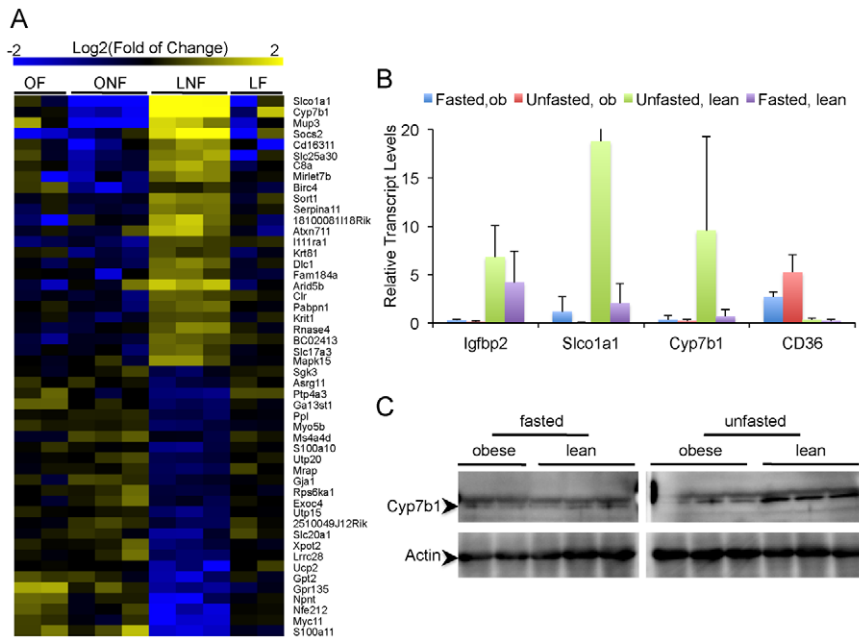 A
Log2(Fold of Change)
-2
2
OF ONF LNF LF
Slco1a1
Cyp7b1
Mup3
Socs2
Cd16311
Slc25a30
C8a
Mirlet7b
Birc4
Sort1
Serpina11
18100081I18Rik
Atxn711
I111ra1
Krt81
Dlc1
Fam184a
Arid5b
Clr
Pabpn1
Krit1
Rnase4
BC02413
Slc17a3
Mapk15
Sgk3
Asrg11
Ptp4a3
Ga13st1
Ppl
Myo5b
Ms4a4d
S100a10
Utp20
Mrap
Gja1
Rps6ka1
Exoc4
Utp15
2510049J12Rik
Slc20a1
Xpot2
Lrrc28
Ucp2
Gpt2
Gpr135
Npnt
Nfe212
Myc11
S100a11
B
Fasted,ob Unfasted, ob Unfasted, lean Fasted, lean
Relative Transcript Levels
20
15
10
5
0
Igfbp2 Slco1a1 Cyp7b1 CD36
C
fasted unfasted
obese lean obese lean
Cyp7b1
Actin